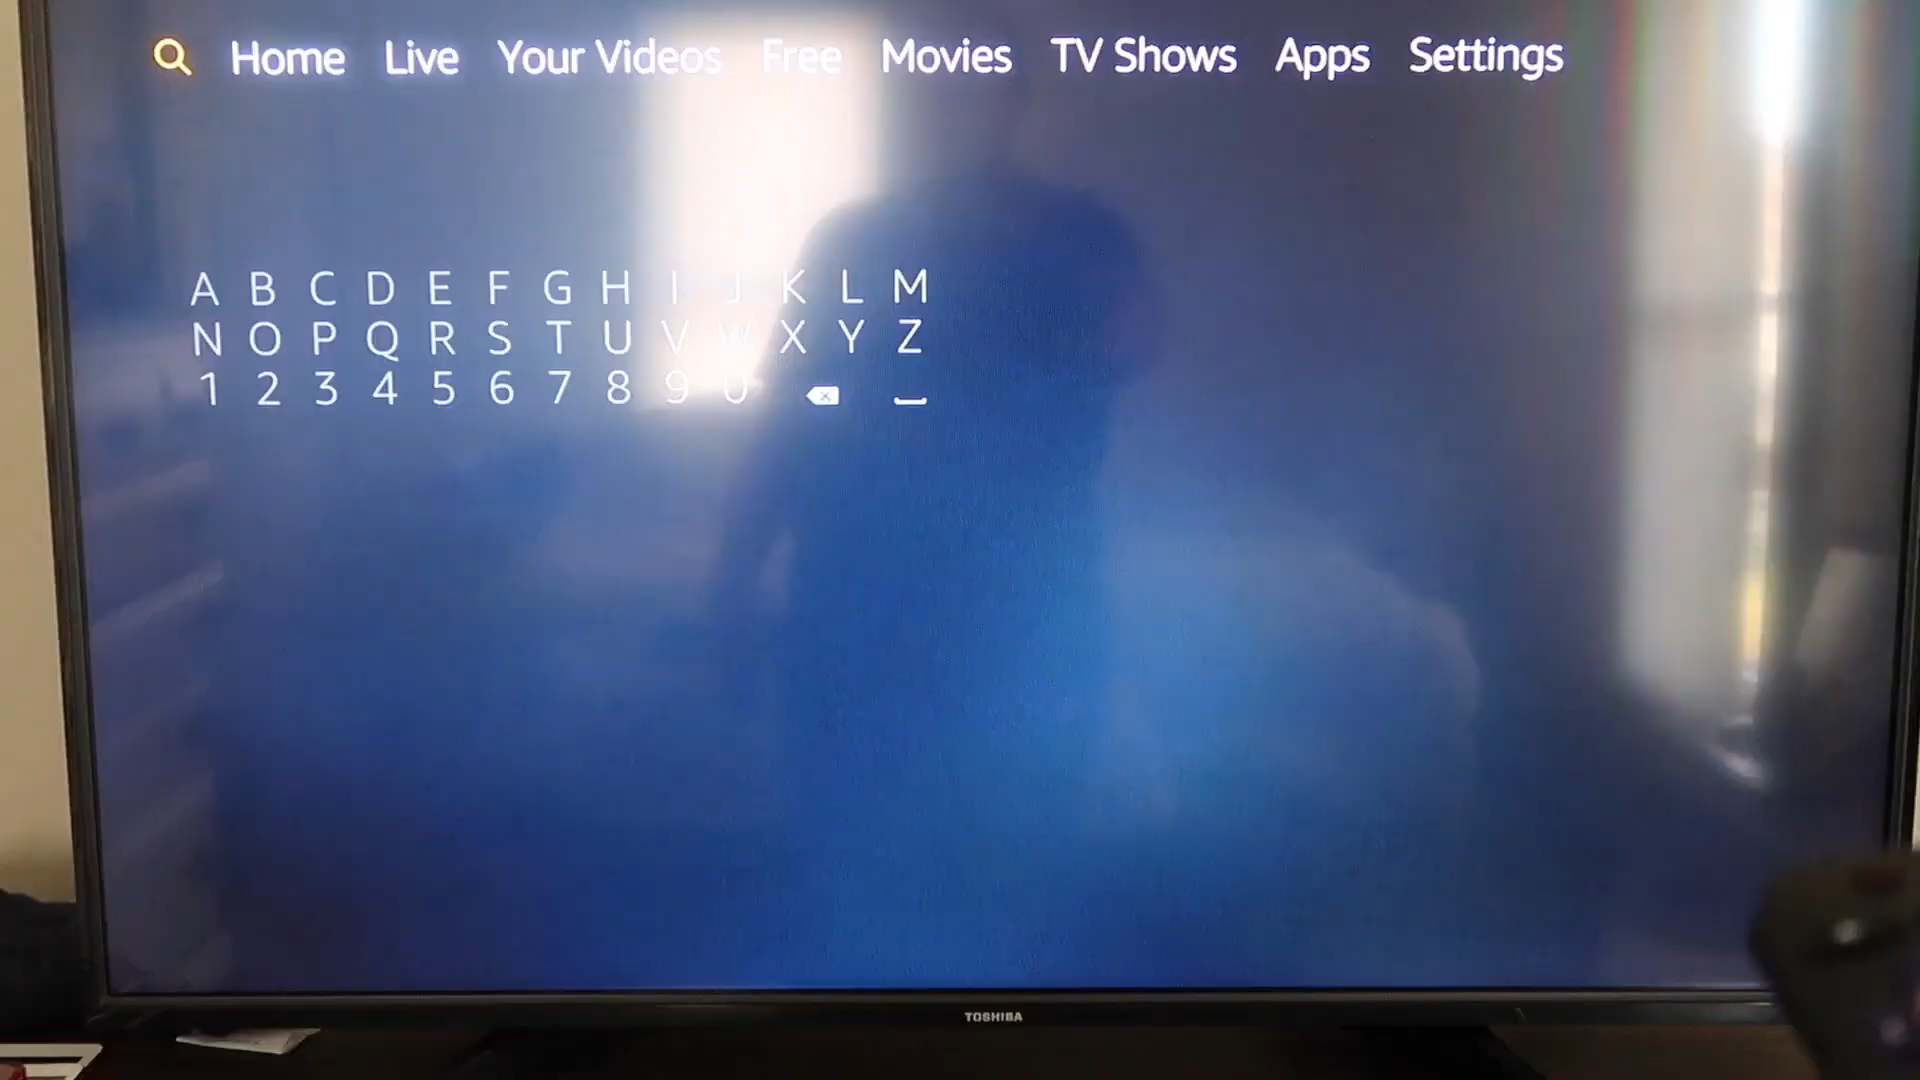 Home Live Your Videos Free Movies TV Shows Apps Settings
A B C D E F G H I J K L M
N O P Q R S T U V W X Y Z
1 2 3 4 5 6 7 8 9 0
TOSHIBA